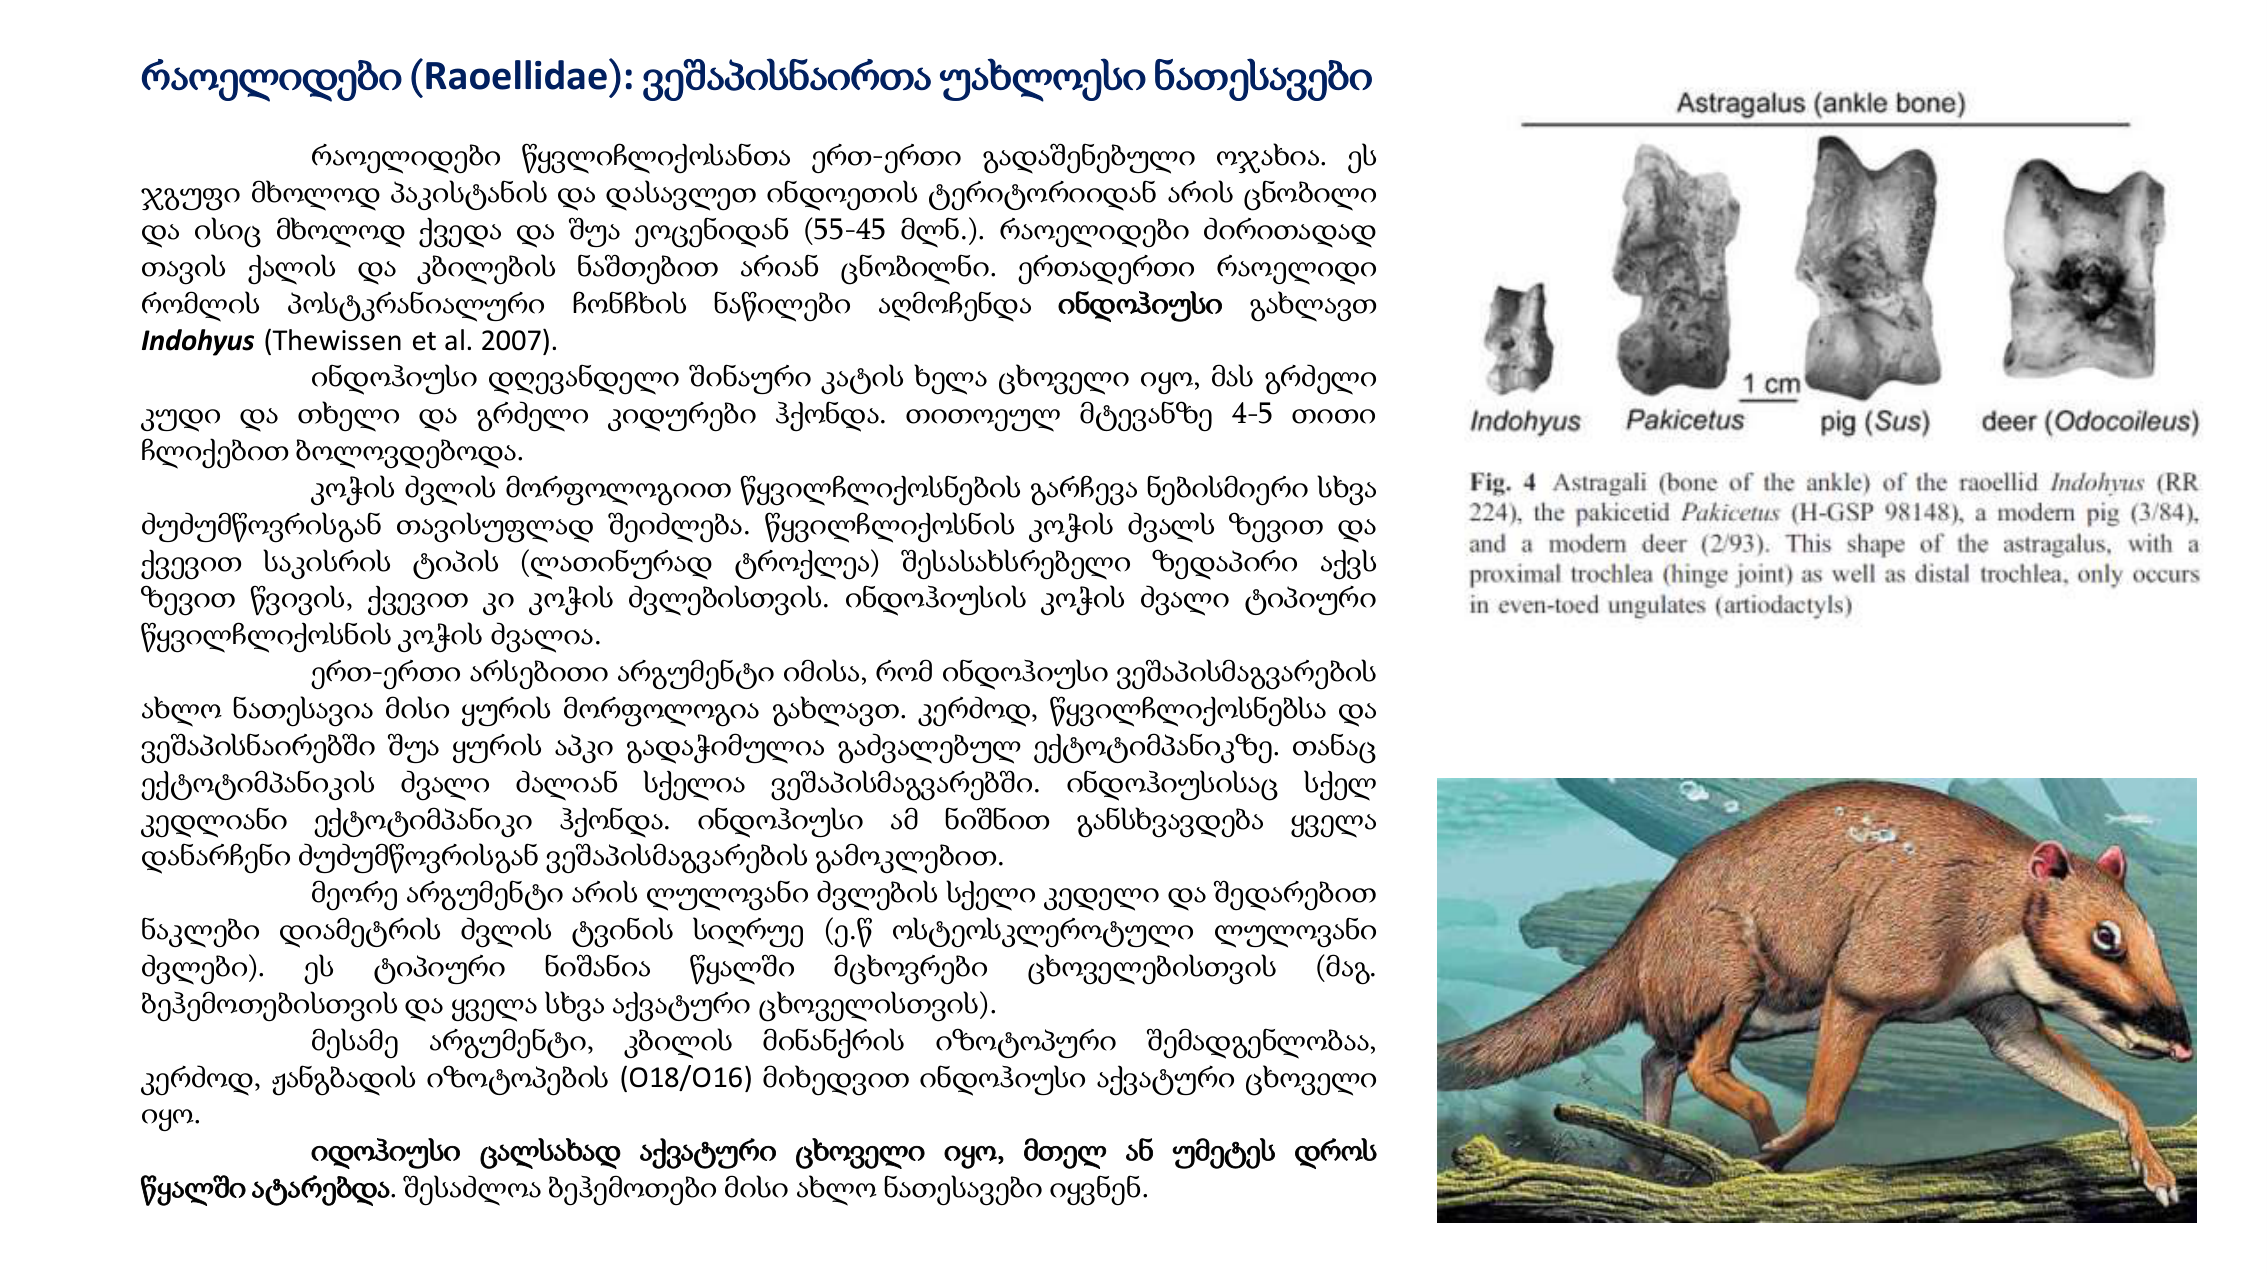 რაოელიდები (Raoellidae): ვეშაპისნაირთა უახლოესი ნათესავები
რაოელიდები წყვლიჩლიქოსანთა ერთ-ერთი გადაშენებული ოჯახია. ეს
ჯგუფი მხოლოდ პაკისტანის და დასავლეთ ინდოეთის ტერიტორიიდან არის ცნობილი
და ისიც მხოლოდ ქვედა და შუა ეოცენიდან (55-45 მლნ.). რაოელიდები ძირითადად
თავის ქალის და კბილების ნაშთებით არიან ცნობილნი. ერთადერთი რაოელიდი
რომლის პოსტკრანიალური ჩონჩხის ნაწილები აღმოჩენდა ინდოჰიუსი გახლავთ
Indohyus (Thewissen et al. 2007).
ინდოჰიუსი დღევანდელი შინაური კატის ხელა ცხოველი იყო, მას გრძელი
კუდი და თხელი და გრძელი კიდურები ჰქონდა. თითოეულ მტევანზე 4-5 თითი
ჩლიქებით ბოლოვდებოდა.
კოჭის ძვლის მორფოლოგიით წყვილჩლიქოსნების გარჩევა ნებისმიერი სხვა
ძუძუმწოვრისგან თავისუფლად შეიძლება. წყვილჩლიქოსნის კოჭის ძვალს ზევით და
ქვევით საკისრის ტიპის (ლათინურად ტროქლეა) შესასახსრებელი ზედაპირი აქვს
ზევით წვივის, ქვევით კი კოჭის ძვლებისთვის. ინდოჰიუსის კოჭის ძვალი ტიპიური
წყვილჩლიქოსნის კოჭის ძვალია.
ერთ-ერთი არსებითი არგუმენტი იმისა, რომ ინდოჰიუსი ვეშაპისმაგვარების
ახლო ნათესავია მისი ყურის მორფოლოგია გახლავთ. კერძოდ, წყვილჩლიქოსნებსა და
ვეშაპისნაირებში შუა ყურის აპკი გადაჭიმულია გაძვალებულ ექტოტიმპანიკზე. თანაც
ექტოტიმპანიკის ძვალი ძალიან სქელია ვეშაპისმაგვარებში. ინდოჰიუსისაც სქელ
კედლიანი ექტოტიმპანიკი ჰქონდა. ინდოჰიუსი ამ ნიშნით განსხვავდება ყველა
დანარჩენი ძუძუმწოვრისგან ვეშაპისმაგვარების გამოკლებით.
მეორე არგუმენტი არის ლულოვანი ძვლების სქელი კედელი და შედარებით
ნაკლები დიამეტრის ძვლის ტვინის სიღრუე (ე.წ ოსტეოსკლეროტული ლულოვანი
ძვლები). ეს ტიპიური ნიშანია წყალში მცხოვრები ცხოველებისთვის (მაგ.
ბეჰემოთებისთვის და ყველა სხვა აქვატური ცხოველისთვის).
მესამე არგუმენტი, კბილის მინანქრის იზოტოპური შემადგენლობაა,
კერძოდ, ჟანგბადის იზოტოპების (O18/O16) მიხედვით ინდოჰიუსი აქვატური ცხოველი
იყო.
იდოჰიუსი ცალსახად აქვატური ცხოველი იყო, მთელ ან უმეტეს დროს
წყალში ატარებდა. შესაძლოა ბეჰემოთები მისი ახლო ნათესავები იყვნენ.
Astragalus (ankle bone)
1 cm
Indohyus Pakicetus pig (Sus) deer (Odocoileus)
Fig. 4 Astragali (bone of the ankle) of the raoellid Indohyus (RR
224), the pakicetid Pakicetus (H-GSP 98148), a modern pig (3/84),
and a modern deer (2/93). This shape of the astragalus, with a
proximal trochlea (hinge joint) as well as distal trochlea, only occurs
in even-toed ungulates (artiodactyls)